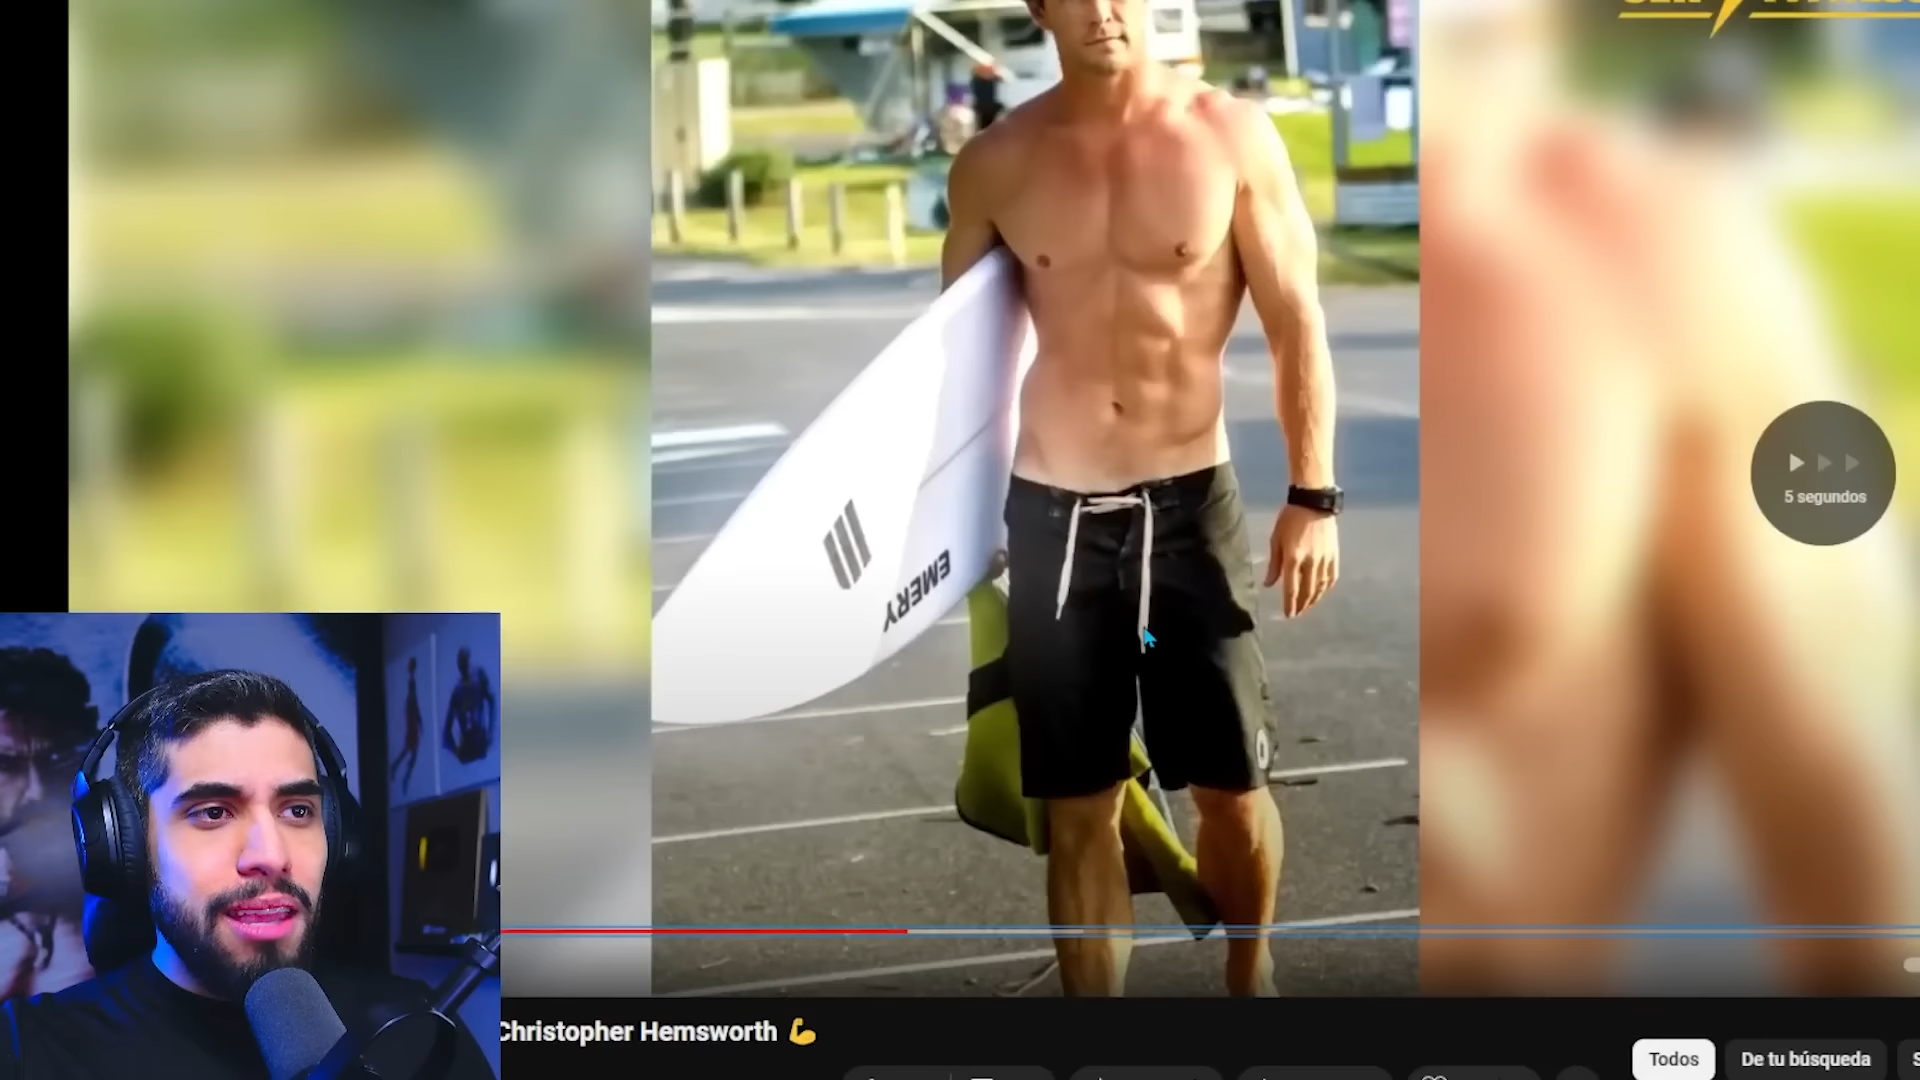 5 segundos
EMERY
Christopher Hemsworth 💪
Todos
De tu búsqueda